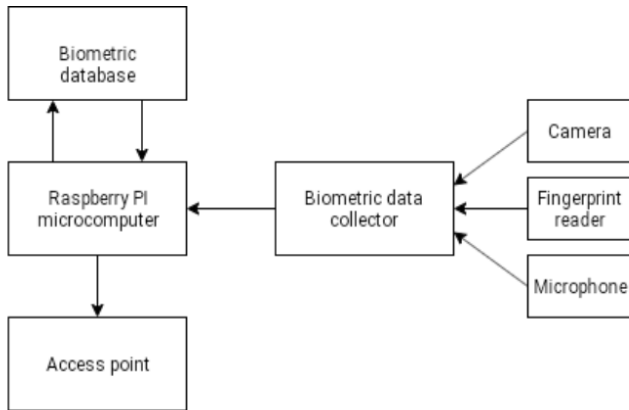 Biometric
database
Camera
Raspberry PI
microcomputer
Biometric data
collector
Fingerprint
reader
Microphone
Access point